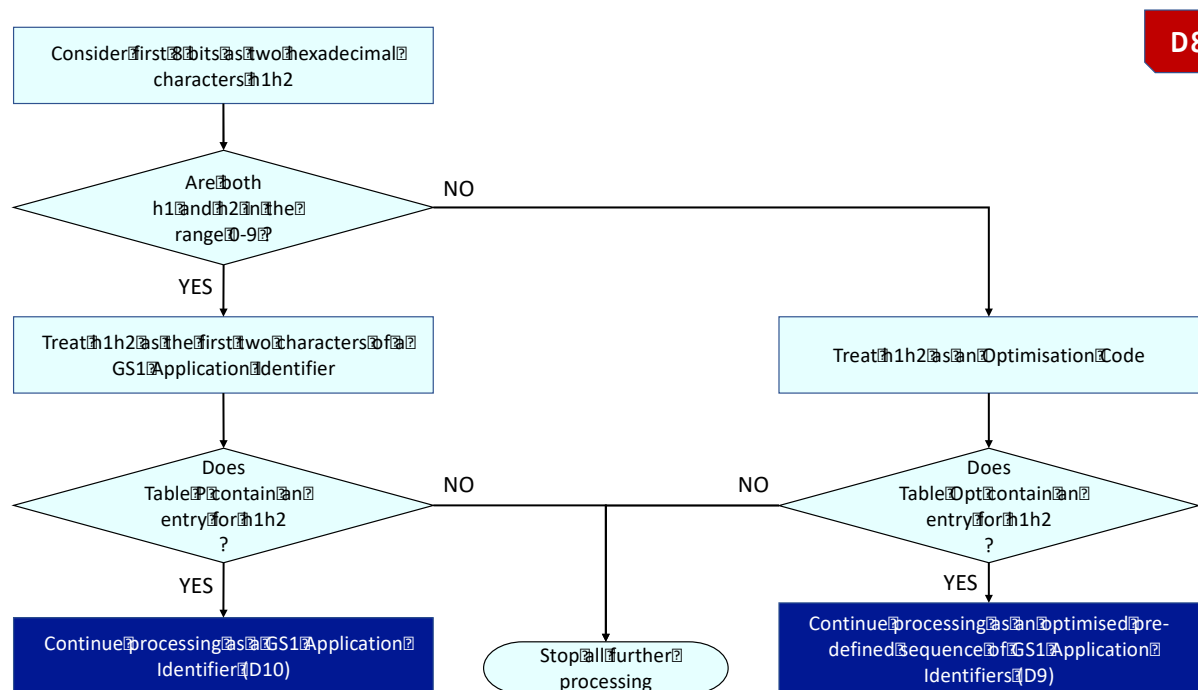 D8
Consider first 8 bits as two hexadecimal
characters h1h2
Are both
h1 and h2 in the
range 0-9 ?
NO
YES
Treat h1h2 as the first two characters of a
GS1 Application Identifier
Treat h1h2 as an Optimisation Code
Does
Table P contain an
entry for h1h2
?
NO
NO
Does
Table Opt contain an
entry for h1h2
?
YES
YES
Continue processing as a GS1 Application
Identifier (D10)
Stop all further
processing
Continue processing as an optimised pre-
defined sequence of GS1 Application
Identifiers (D9)